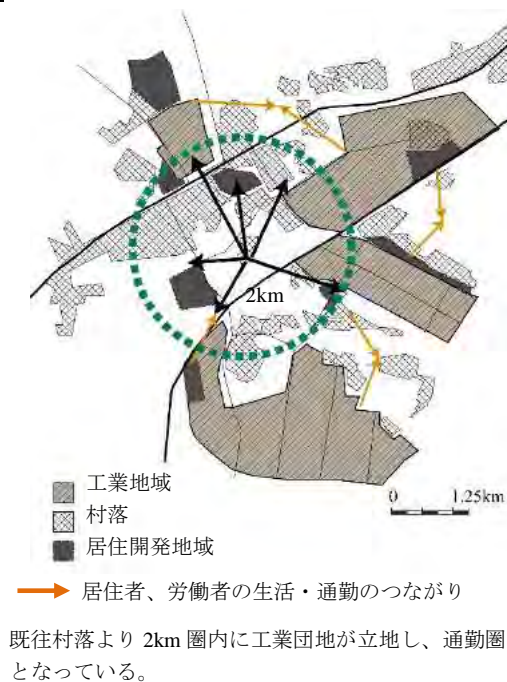 2km
工業地域
村落
居住開発地域
0 1.25km
居住者、労働者の生活・通勤のつながり
既往村落より 2km 圏内に工業団地が立地し、通勤圏
となっている。